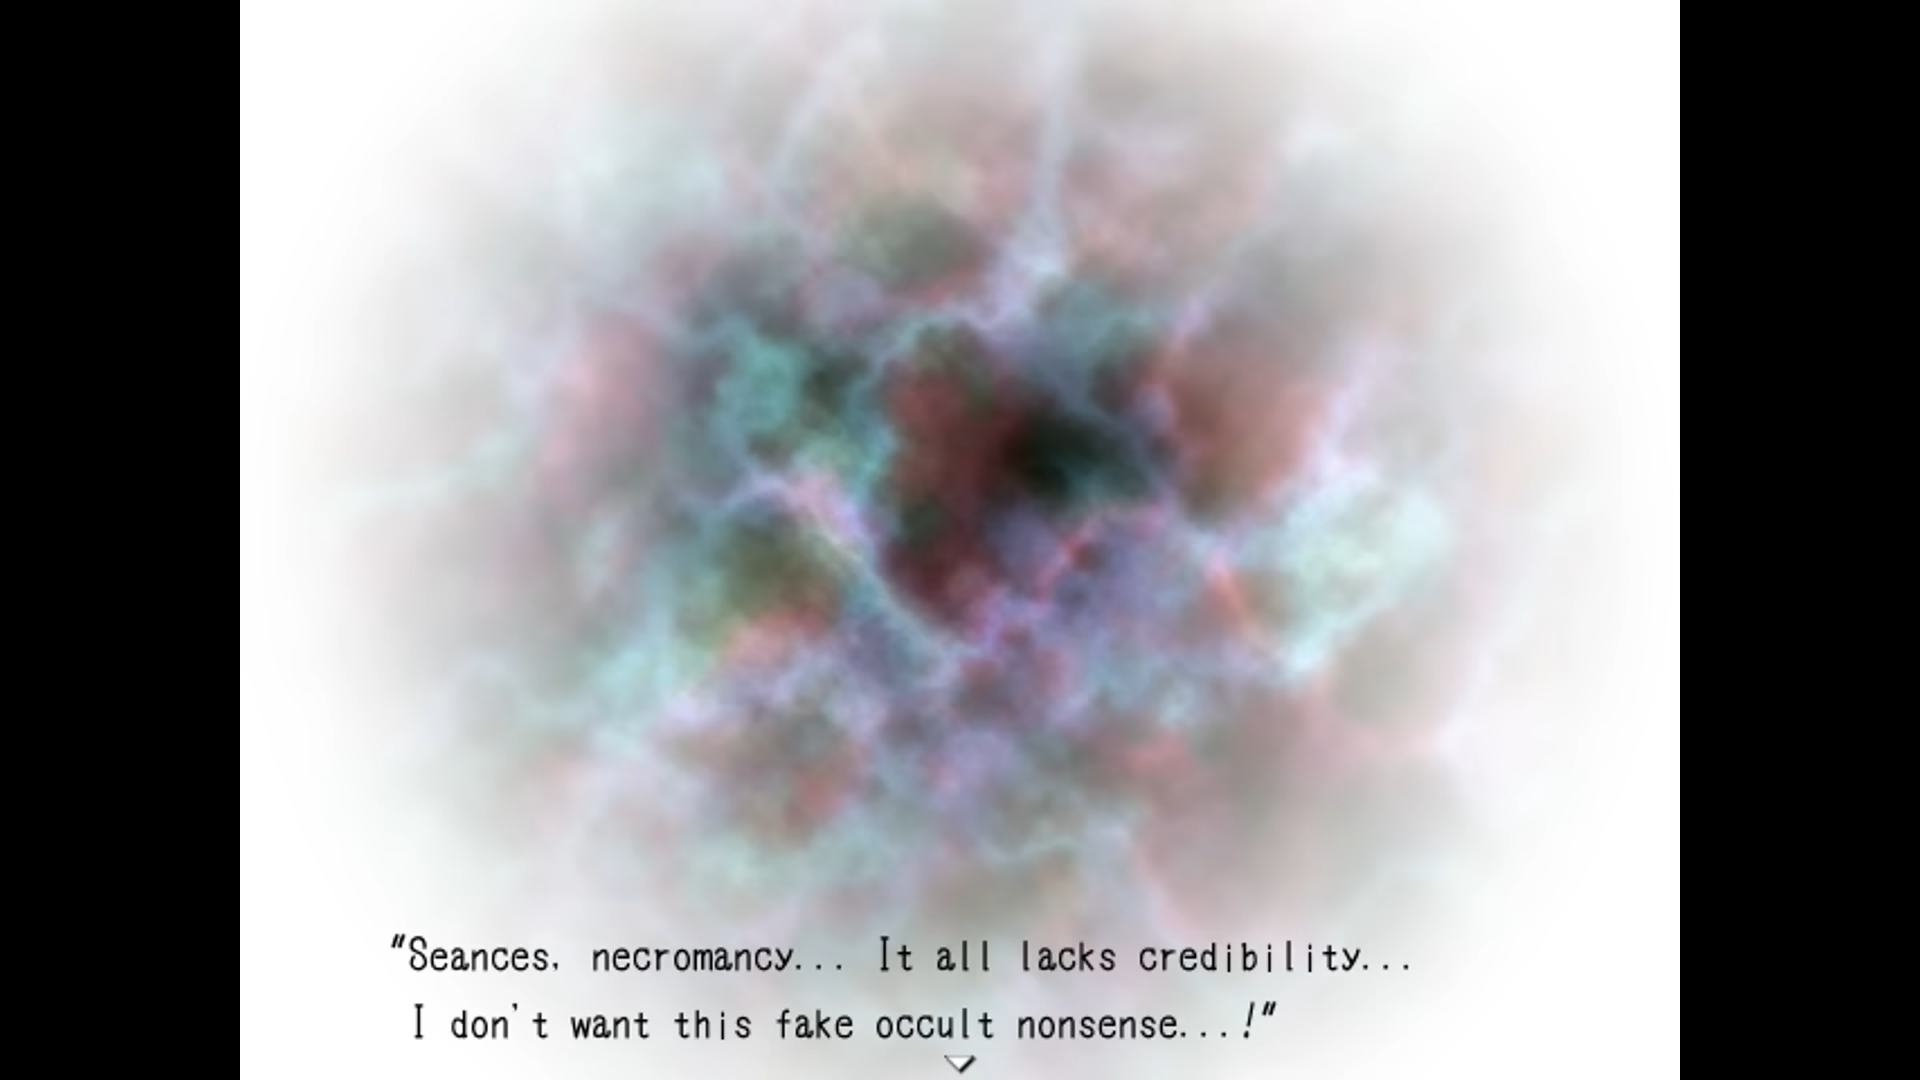 "Seances, necromancy... It all lacks credibility...
I don't want this fake occult nonsense...!"